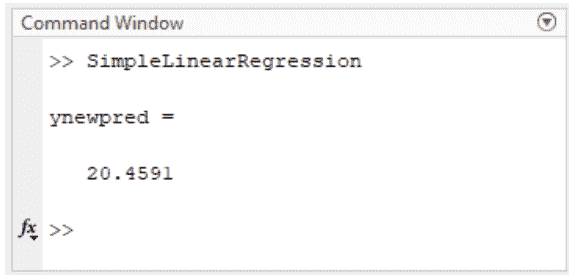 Command Window
>> SimpleLinearRegression
ynewpred =
20.4591
fx >>